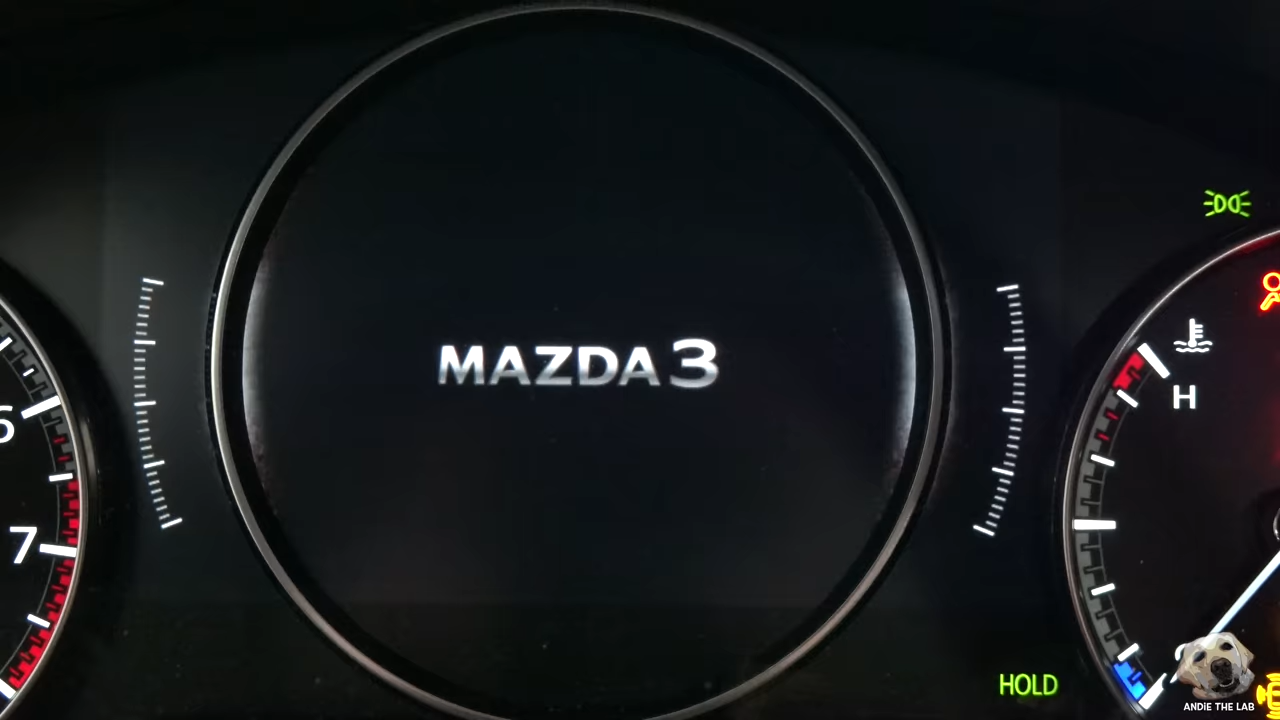 MAZDA3
6
7
H
HOLD
ANDIE THE LAB